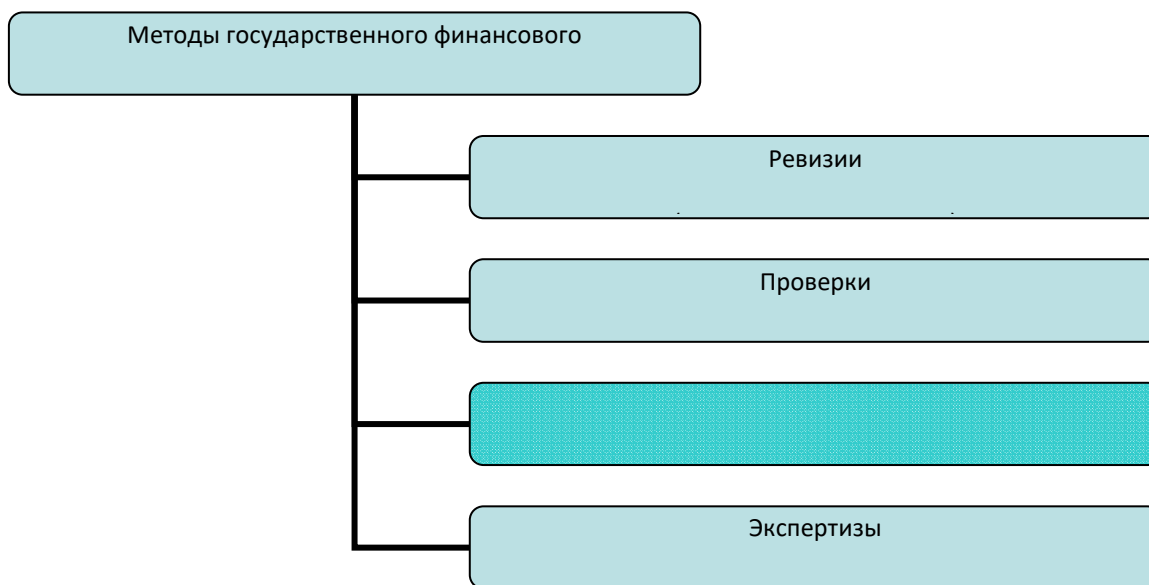 Методы государственного финансового
Ревизии
Проверки
Экспертизы